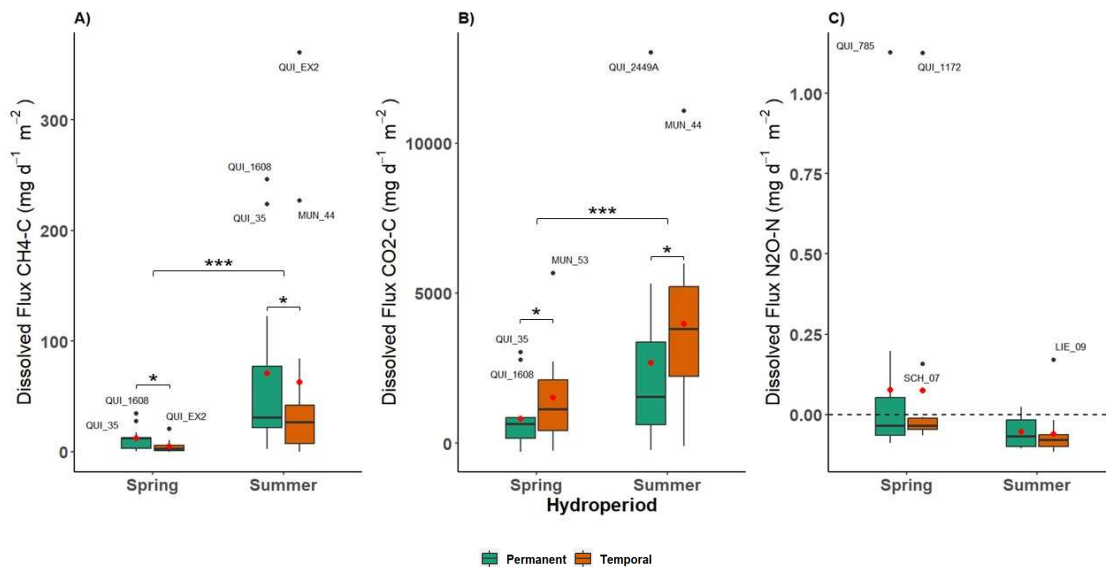 A)
Dissolved Flux CH4-C (mg d⁻¹ m⁻²)
300
200
100
0
QUI_EX2
QUI_1608
QUI_35
MUN_44
***
*
*
QUI_1608
QUI_35
QUI_EX2
Spring
Summer
B)
Dissolved Flux CO2-C (mg d⁻¹ m⁻²)
10000
5000
0
QUI_2449A
MUN_44
***
*
MUN_53
*
QUI_35
QUI_1608
Spring
Summer
Hydroperiod
C)
Dissolved Flux N2O-N (mg d⁻¹ m⁻²)
1.00
0.75
0.50
0.25
0.00
QUI_785
QUI_1172
LIE_09
SCH_07
Spring
Summer
Permanent Temporal